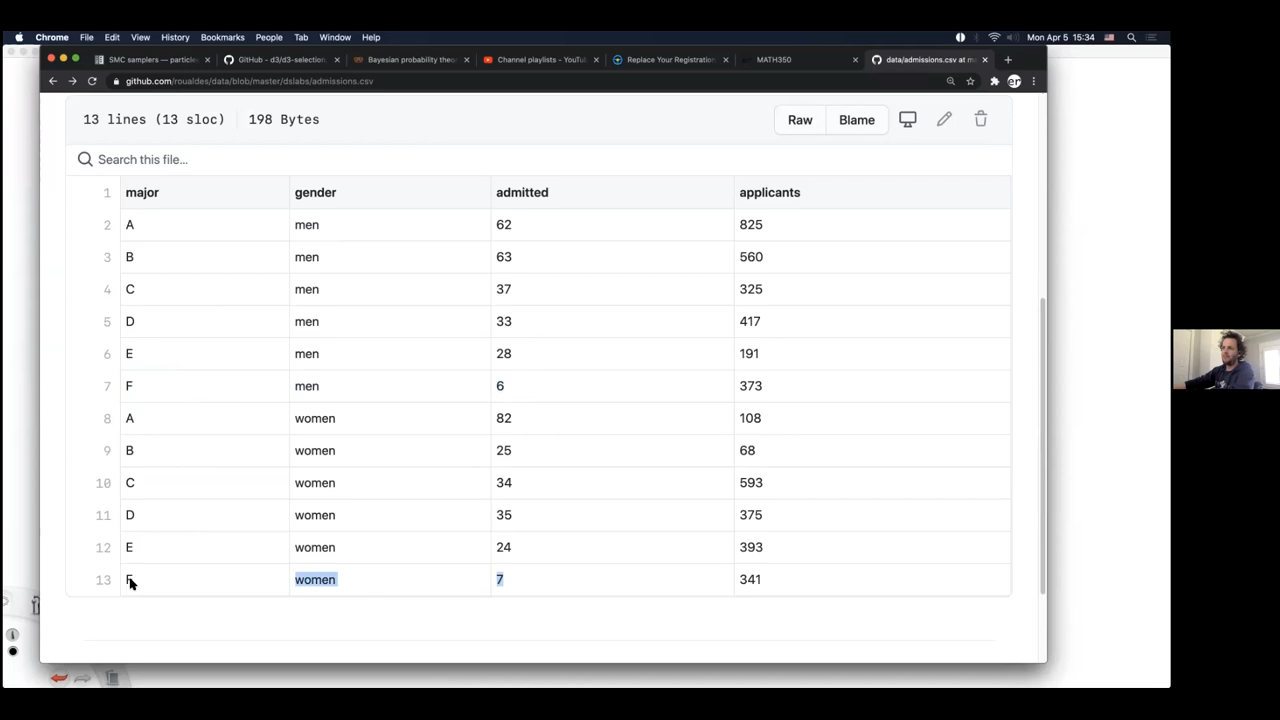 Chrome File Edit View History Bookmarks People Tab Window Help Mon Apr 5 15:34
SMC samplers — particle GitHub - d3/d3-selection: Bayesian probability theo Channel playlists - YouTu Replace Your Registration MATH350 data/admissions.csv at ma
github.com/roualdes/data/blob/master/dslabs/admissions.csv er
13 lines (13 sloc) 198 Bytes Raw Blame
Search this file...
1 major gender admitted applicants
2 A men 62 825
3 B men 63 560
4 C men 37 325
5 D men 33 417
6 E men 28 191
7 F men 6 373
8 A women 82 108
9 B women 25 68
10 C women 34 593
11 D women 35 375
12 E women 24 393
13 F women 7 341